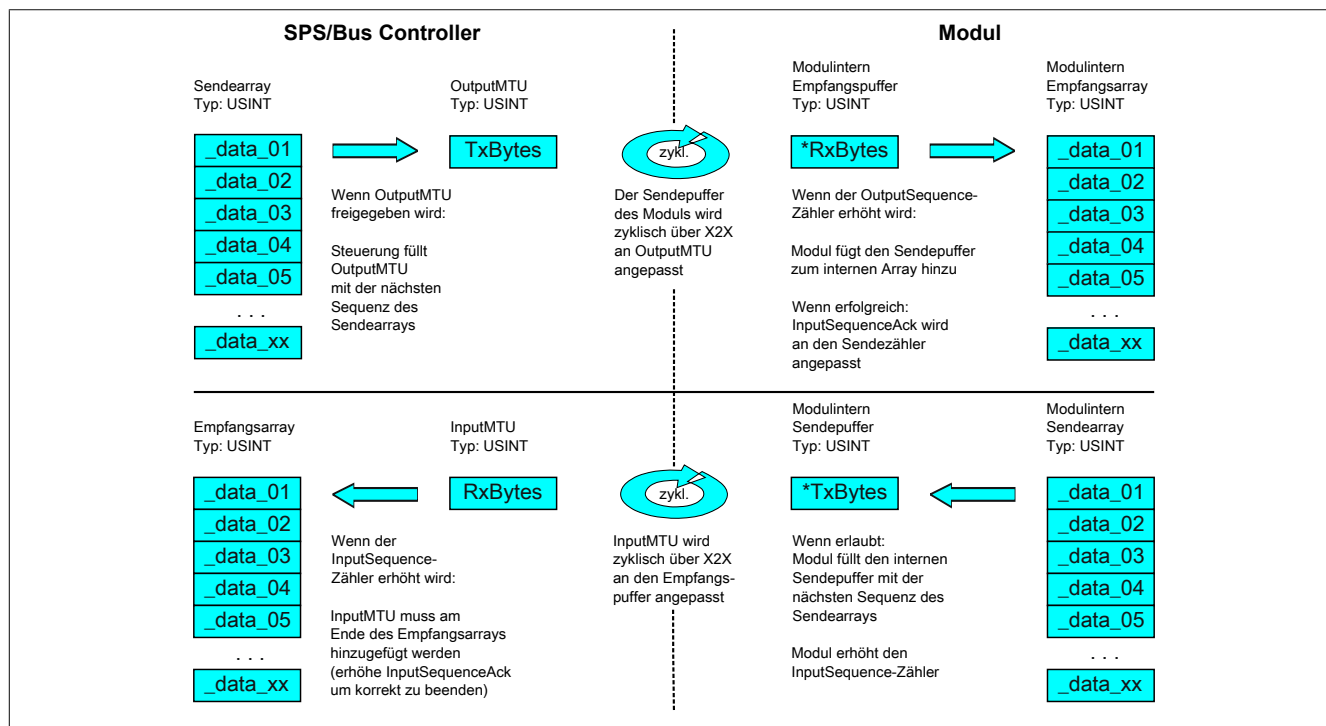 SPS/Bus Controller
Modul
Sendearray
Typ: USINT
OutputMTU
Typ: USINT
Modulintern
Empfangspuffer
Typ: USINT
Modulintern
Empfangsarray
Typ: USINT
_data_01
_data_02
_data_03
_data_04
_data_05
. . .
_data_xx
TxBytes
Wenn OutputMTU
freigegeben wird:
Steuerung füllt
OutputMTU
mit der nächsten
Sequenz des
Sendearrays
zykl.
Der Sendepuffer
des Moduls wird
zyklisch über X2X
an OutputMTU
angepasst
*RxBytes
Wenn der OutputSequence-
Zähler erhöht wird:
Modul fügt den Sendepuffer
zum internen Array hinzu
Wenn erfolgreich:
InputSequenceAck wird
an den Sendezähler
angepasst
_data_01
_data_02
_data_03
_data_04
_data_05
. . .
_data_xx
Empfangsarray
Typ: USINT
InputMTU
Typ: USINT
Modulintern
Sendepuffer
Typ: USINT
Modulintern
Sendearray
Typ: USINT
_data_01
_data_02
_data_03
_data_04
_data_05
. . .
_data_xx
RxBytes
Wenn der
InputSequence-
Zähler erhöht wird:
InputMTU muss am
Ende des Empfangsarrays
hinzugefügt werden
(erhöhe InputSequenceAck
um korrekt zu beenden)
zykl.
InputMTU wird
zyklisch über X2X
an den Empfangs-
puffer angepasst
*TxBytes
Wenn erlaubt:
Modul füllt den internen
Sendepuffer mit der
nächsten Sequenz des
Sendearrays
Modul erhöht den
InputSequence-Zähler
_data_01
_data_02
_data_03
_data_04
_data_05
. . .
_data_xx